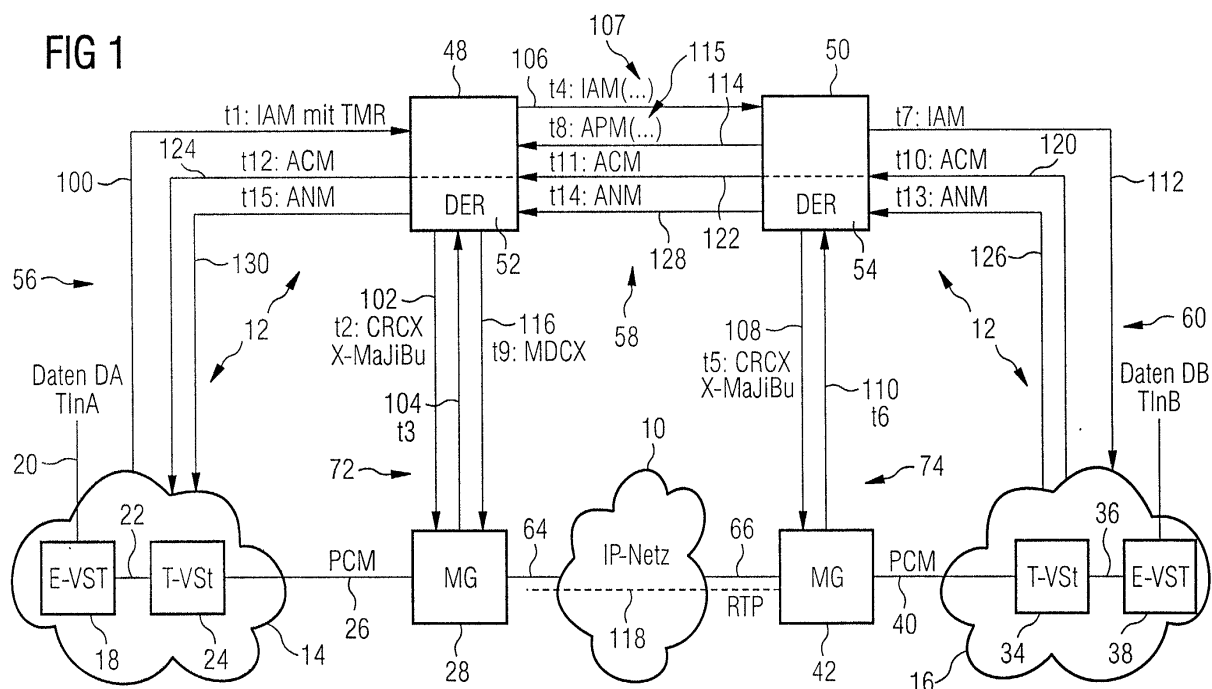 FIG 1
48
107
115
50
106
t4: IAM(...)
114
t1: IAM mit TMR
t8: APM(...)
t7: IAM
124
t12: ACM
t11: ACM
t10: ACM
120
100
t15: ANM
t14: ANM
t13: ANM
112
DER
DER
52
122
54
130
128
126
56
12
102
t2: CRCX
X-MaJiBu
116
t9: MDCX
58
108
t5: CRCX
X-MaJiBu
12
60
Daten DA
TlnA
104
t3
110
t6
Daten DB
TlnB
20
72
10
74
22
64
66
36
E-VST
T-VSt
PCM
MG
IP-Netz
MG
PCM
T-VSt
E-VST
RTP
18
24
14
26
28
118
42
40
16
34
38